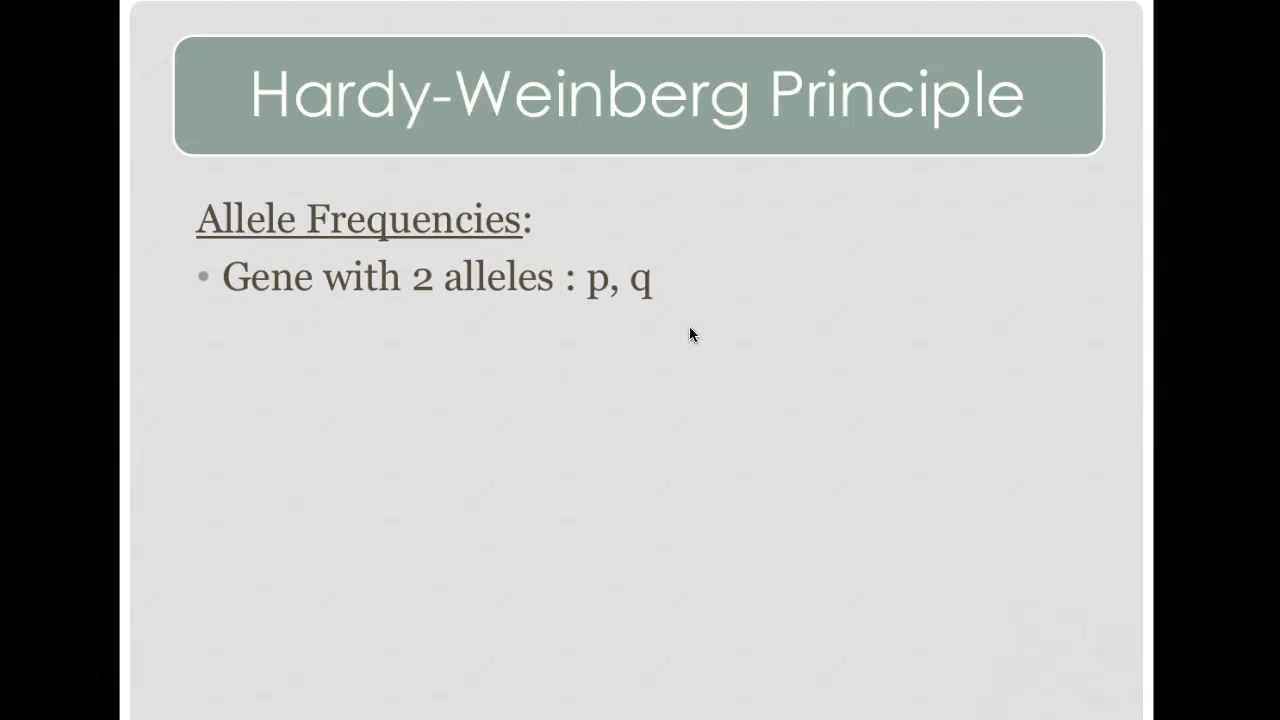 Hardy-Weinberg Principle
Allele Frequencies:
• Gene with 2 alleles : p, q